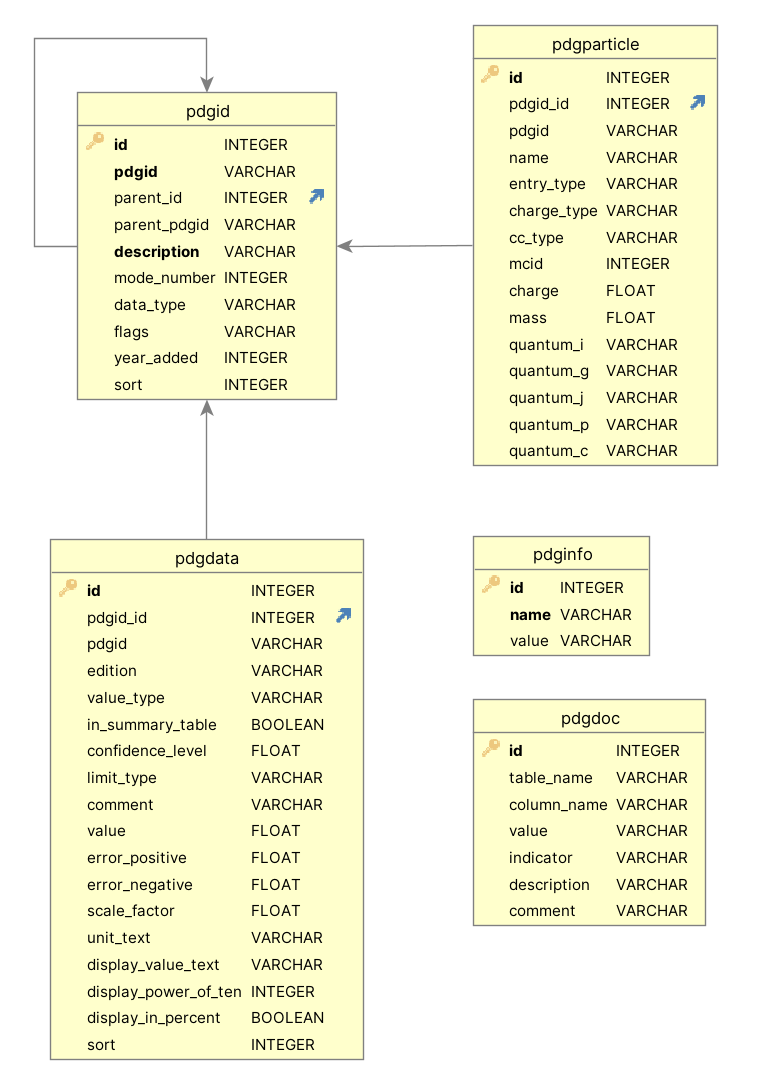 pdgid
id INTEGER
pdgid VARCHAR
parent_id INTEGER
parent_pdgid VARCHAR
description VARCHAR
mode_number INTEGER
data_type VARCHAR
flags VARCHAR
year_added INTEGER
sort INTEGER
pdgparticle
id INTEGER
pdgid_id INTEGER
pdgid VARCHAR
name VARCHAR
entry_type VARCHAR
charge_type VARCHAR
cc_type VARCHAR
mcid INTEGER
charge FLOAT
mass FLOAT
quantum_i VARCHAR
quantum_g VARCHAR
quantum_j VARCHAR
quantum_p VARCHAR
quantum_c VARCHAR
pdgdata
id INTEGER
pdgid_id INTEGER
pdgid VARCHAR
edition VARCHAR
value_type VARCHAR
in_summary_table BOOLEAN
confidence_level FLOAT
limit_type VARCHAR
comment VARCHAR
value FLOAT
error_positive FLOAT
error_negative FLOAT
scale_factor FLOAT
unit_text VARCHAR
display_value_text VARCHAR
display_power_of_ten INTEGER
display_in_percent BOOLEAN
sort INTEGER
pdginfo
id INTEGER
name VARCHAR
value VARCHAR
pdgdoc
id INTEGER
table_name VARCHAR
column_name VARCHAR
value VARCHAR
indicator VARCHAR
description VARCHAR
comment VARCHAR